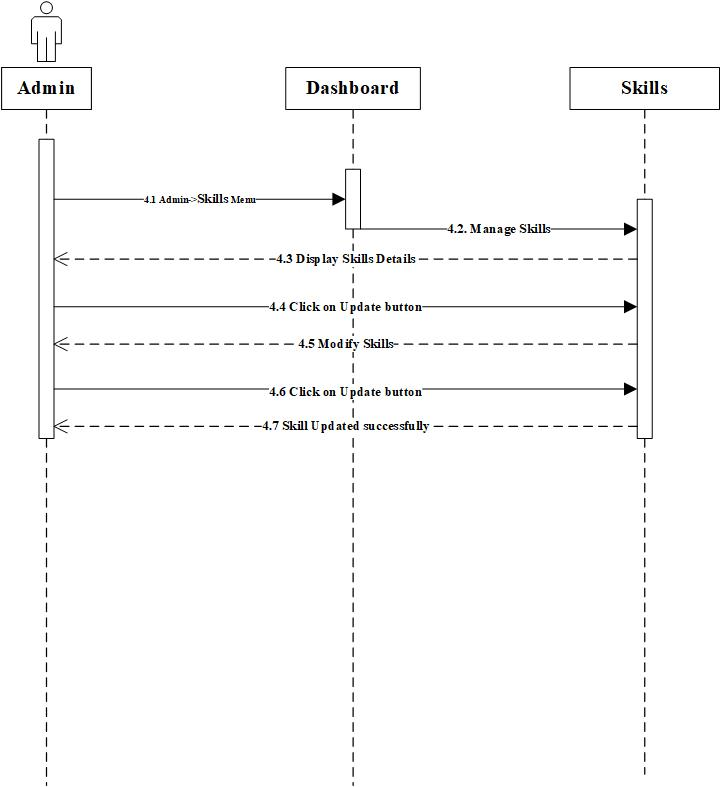 Admin
Dashboard
Skills
4.1 Admin->Skills Menu
4.2. Manage Skills
4.3 Display Skills Details
4.4 Click on Update button
4.5 Modify Skills
4.6 Click on Update button
4.7 Skill Updated successfully